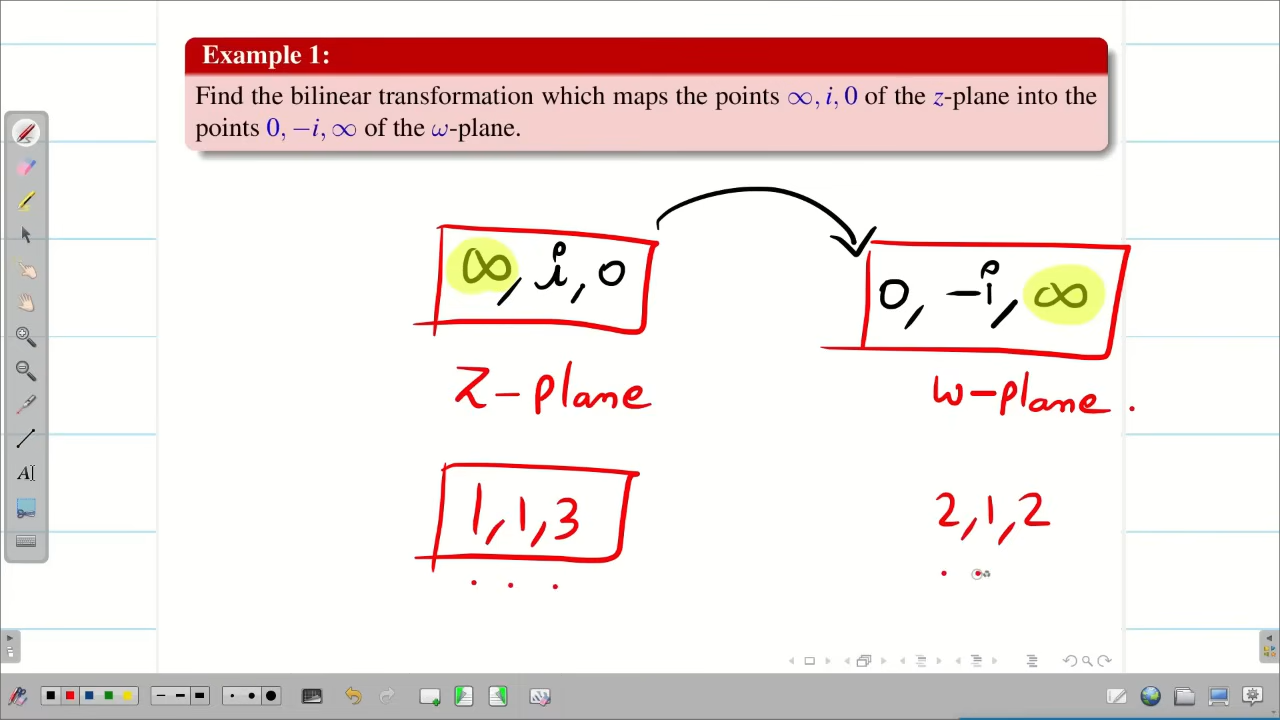 Example 1:
Find the bilinear transformation which maps the points ∞, i, 0 of the z-plane into the
points 0, −i, ∞ of the ω-plane.
∞, i, 0
0, −i, ∞
Z-plane
w-plane.
1, 1, 3
2, 1, 2
A